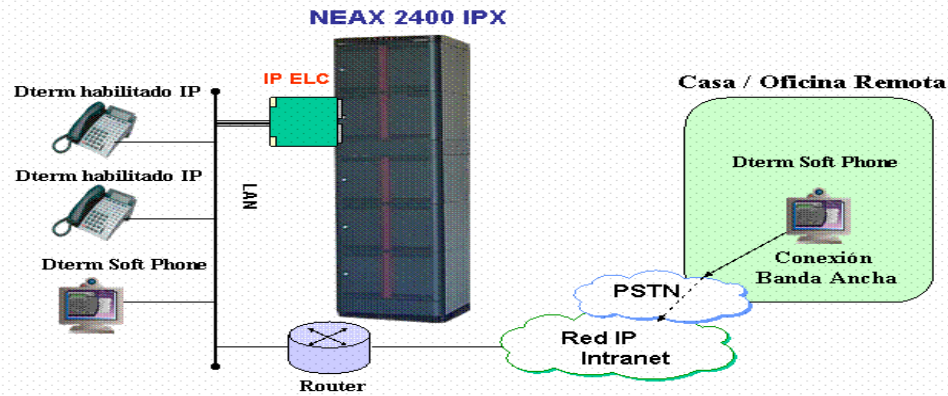 NEAX 2400 IPX
IP ELC
Dterm habilitado IP
Dterm habilitado IP
LAN
Dterm Soft Phone
Router
Casa / Oficina Remota
Dterm Soft Phone
Conexión
Banda Ancha
PSTN
Red IP
Intranet